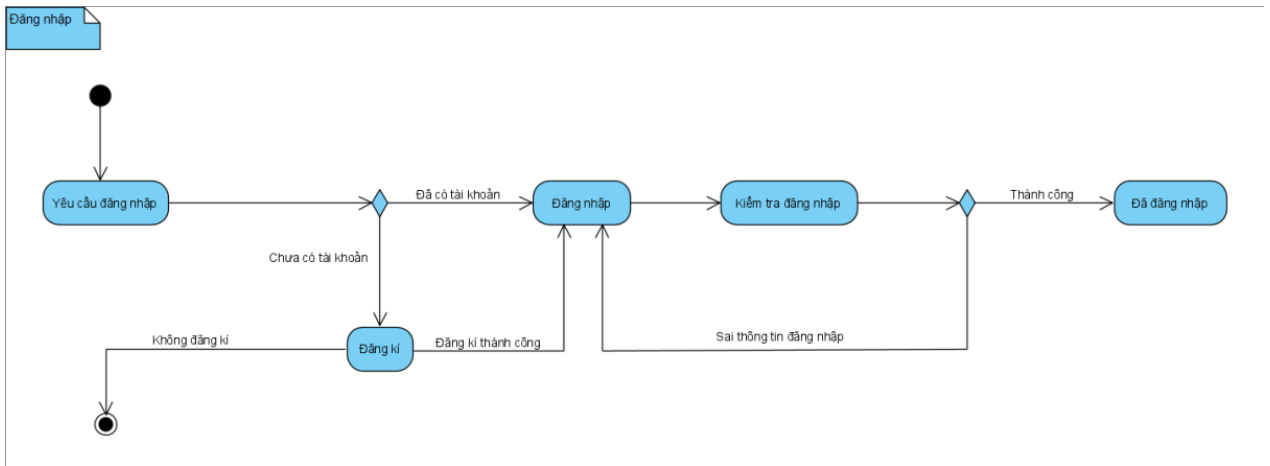 Đăng nhập
Yêu cầu đăng nhập
Đã có tài khoản
Đăng nhập
Kiểm tra đăng nhập
Thành công
Đã đăng nhập
Chưa có tài khoản
Không đăng kí
Đăng kí
Đăng kí thành công
Sai thông tin đăng nhập